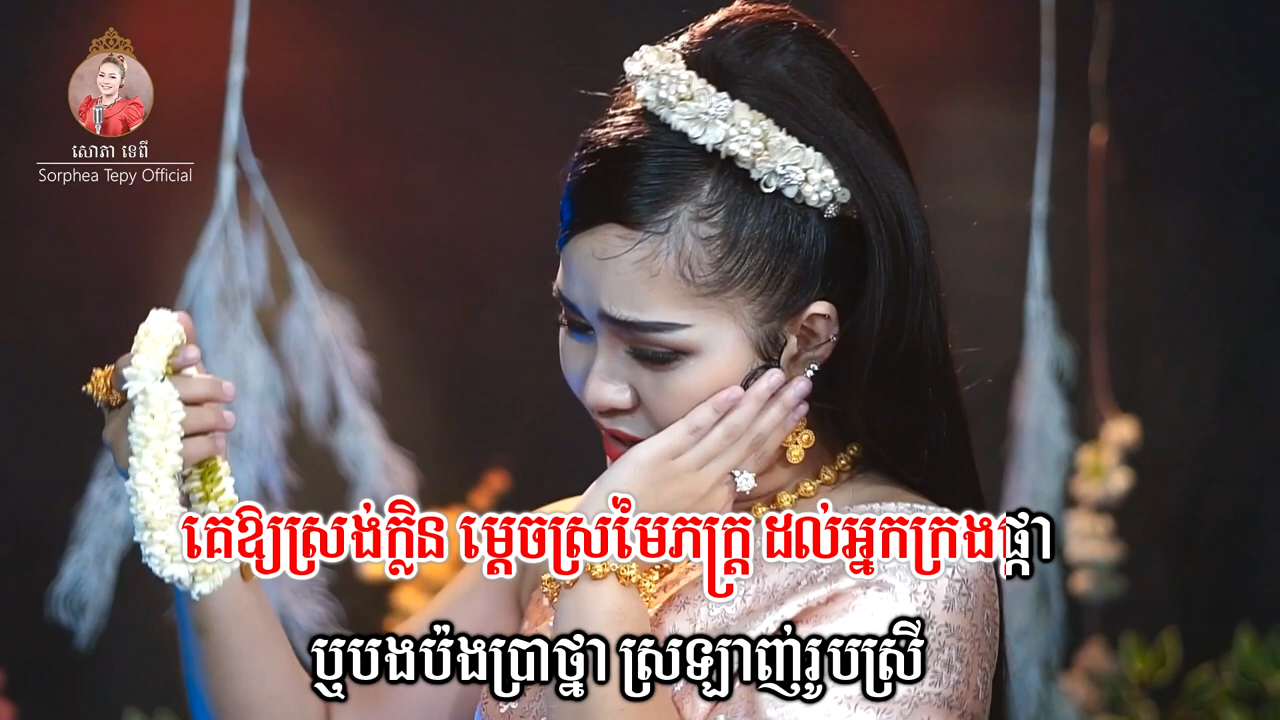 សោភា ទេពី
Sorphea Tepy Official
គេឱ្យស្រង់ក្លិន ម្ដេចស្រមៃភក្ត្រ ដល់អ្នកក្រងផ្កា
ឬបងប៉ងប្រាថ្នា ស្រឡាញ់រូបស្រី